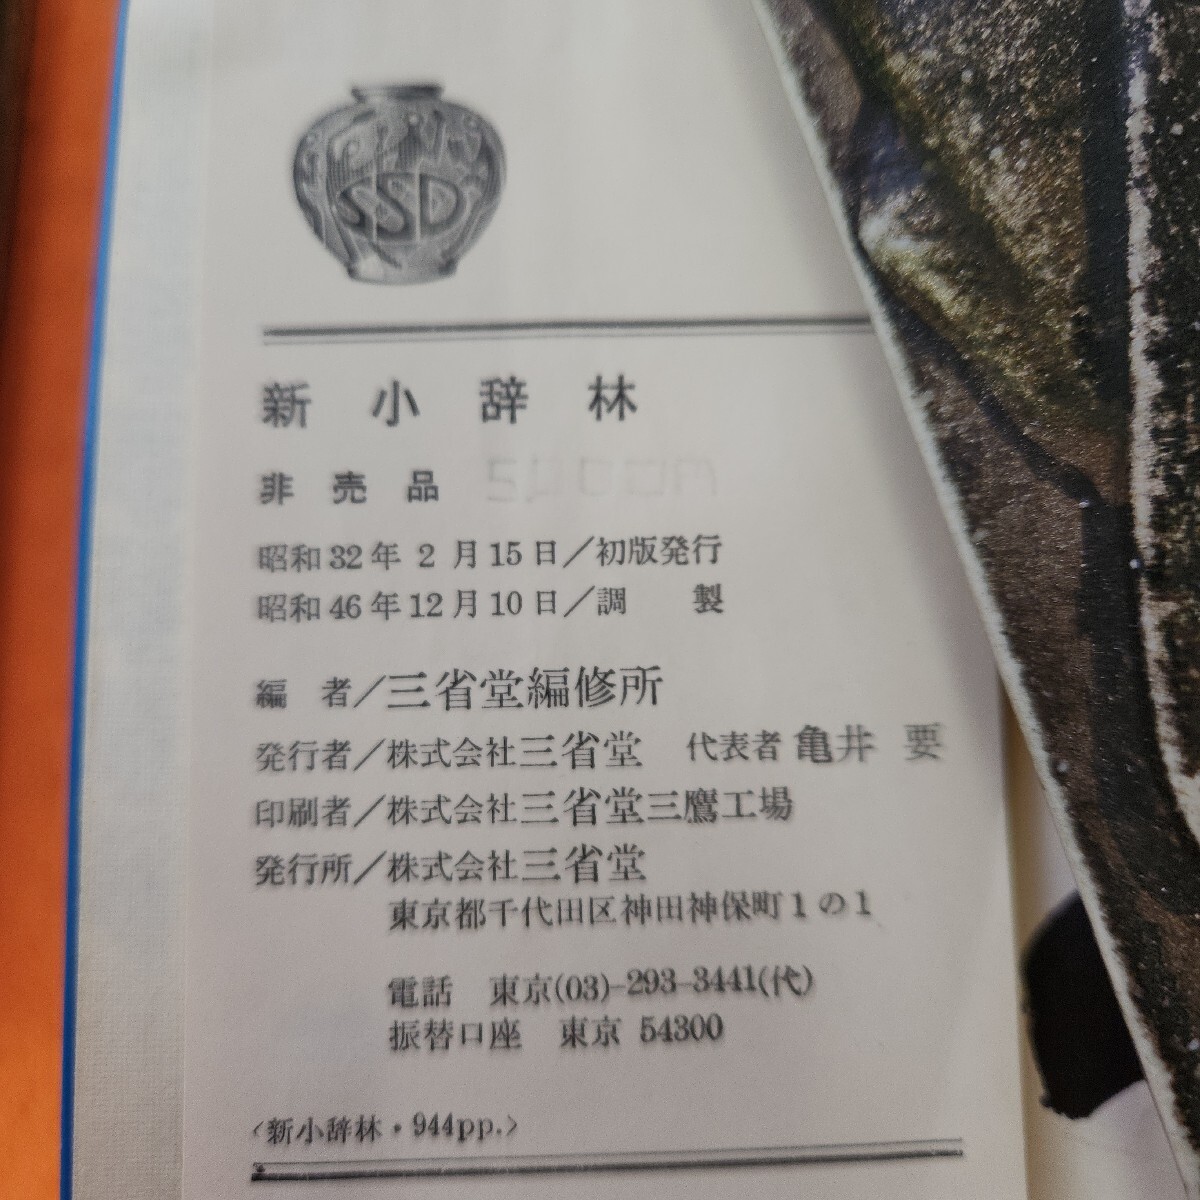 SSD
新小辞林
非売品
昭和32年2月15日／初版発行
昭和46年12月10日／調　製
編　者／三省堂編修所
発行者／株式会社三省堂　代表者 亀井　要
印刷者／株式会社三省堂三鷹工場
発行所／株式会社三省堂
東京都千代田区神田神保町1の1
電話　東京(03)-293-3441(代)
振替口座　東京 54300
<新小辞林・944pp.>